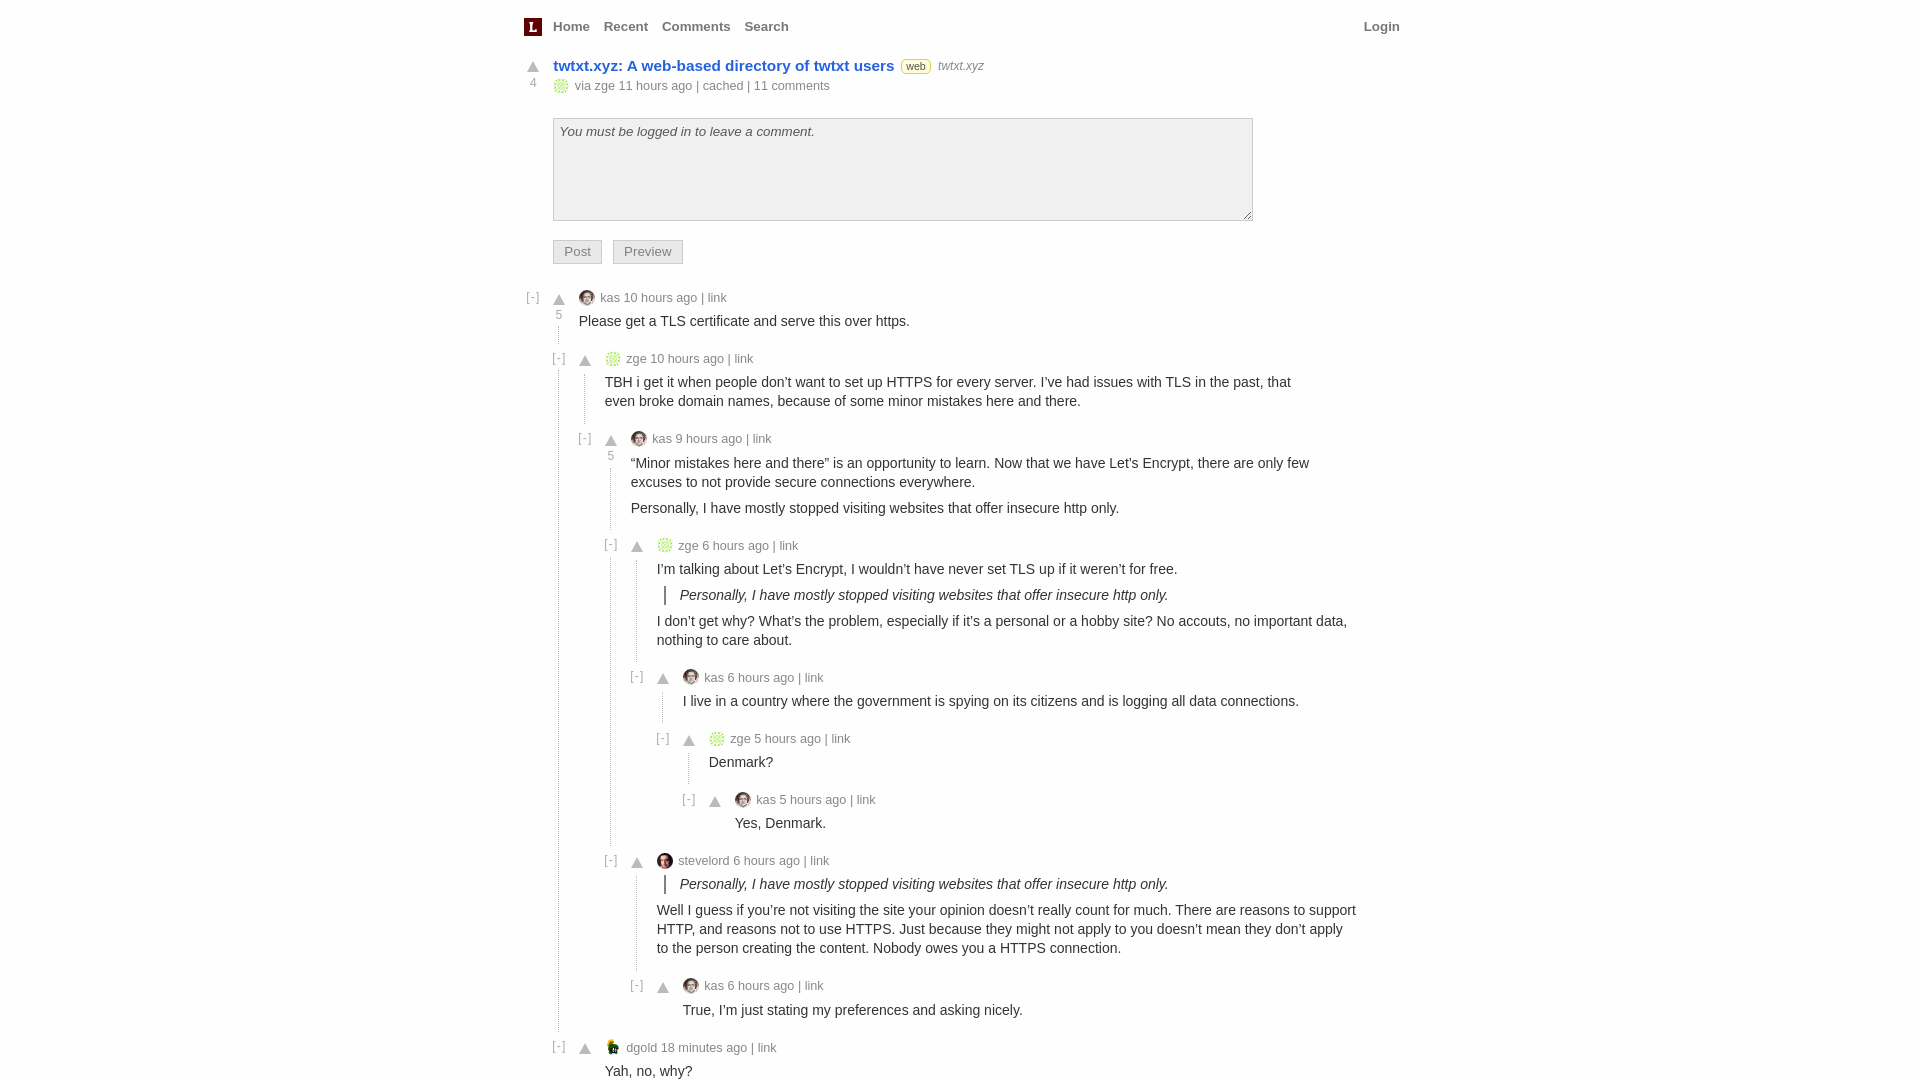 L Home Recent Comments Search Login
twtxt.xyz: A web-based directory of twtxt users web twtxt.xyz
4
via zge 11 hours ago | cached | 11 comments
You must be logged in to leave a comment.
Post Preview
[-] kas 10 hours ago | link
5
Please get a TLS certificate and serve this over https.
[-] zge 10 hours ago | link
TBH i get it when people don’t want to set up HTTPS for every server. I’ve had issues with TLS in the past, that
even broke domain names, because of some minor mistakes here and there.
[-] kas 9 hours ago | link
5
“Minor mistakes here and there” is an opportunity to learn. Now that we have Let’s Encrypt, there are only few
excuses to not provide secure connections everywhere.
Personally, I have mostly stopped visiting websites that offer insecure http only.
[-] zge 6 hours ago | link
I’m talking about Let’s Encrypt, I wouldn’t have never set TLS up if it weren’t for free.
Personally, I have mostly stopped visiting websites that offer insecure http only.
I don’t get why? What’s the problem, especially if it’s a personal or a hobby site? No accouts, no important data,
nothing to care about.
[-] kas 6 hours ago | link
I live in a country where the government is spying on its citizens and is logging all data connections.
[-] zge 5 hours ago | link
Denmark?
[-] kas 5 hours ago | link
Yes, Denmark.
[-] stevelord 6 hours ago | link
Personally, I have mostly stopped visiting websites that offer insecure http only.
Well I guess if you’re not visiting the site your opinion doesn’t really count for much. There are reasons to support
HTTP, and reasons not to use HTTPS. Just because they might not apply to you doesn’t mean they don’t apply
to the person creating the content. Nobody owes you a HTTPS connection.
[-] kas 6 hours ago | link
True, I’m just stating my preferences and asking nicely.
[-] dgold 18 minutes ago | link
Yah, no, why?